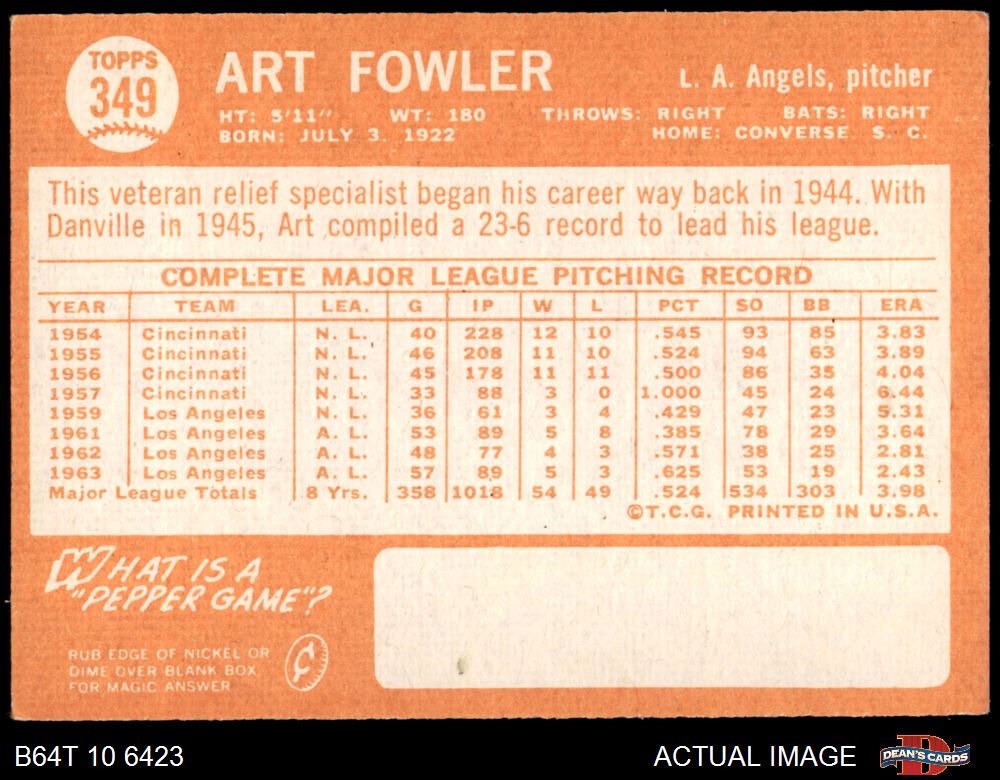 TOPPS
349
ART FOWLER
L. A. Angels, pitcher
HT: 5'11" WT: 180 THROWS: RIGHT BATS: RIGHT
BORN: JULY 3, 1922 HOME: CONVERSE, S. C.
This veteran relief specialist began his career way back in 1944. With
Danville in 1945, Art compiled a 23-6 record to lead his league.
COMPLETE MAJOR LEAGUE PITCHING RECORD
YEAR TEAM LEA. G IP W L PCT SO BB ERA
1954 Cincinnati N. L. 40 228 12 10 .545 93 85 3.83
1955 Cincinnati N. L. 46 208 11 10 .524 94 63 3.89
1956 Cincinnati N. L. 45 178 11 11 .500 86 35 4.04
1957 Cincinnati N. L. 33 88 3 0 1.000 45 24 6.44
1959 Los Angeles N. L. 36 61 3 4 .429 47 23 5.31
1961 Los Angeles A. L. 53 89 5 8 .385 78 29 3.64
1962 Los Angeles A. L. 48 77 4 3 .571 38 25 2.81
1963 Los Angeles A. L. 57 89 5 3 .625 53 19 2.43
Major League Totals 8 Yrs. 358 1018 54 49 .524 534 303 3.98
©T.C.G. PRINTED IN U.S.A.
WHAT IS A
"PEPPER GAME"?
RUB EDGE OF NICKEL OR
DIME OVER BLANK BOX
FOR MAGIC ANSWER
¢
B64T 10 6423
ACTUAL IMAGE
DEAN'S CARDS